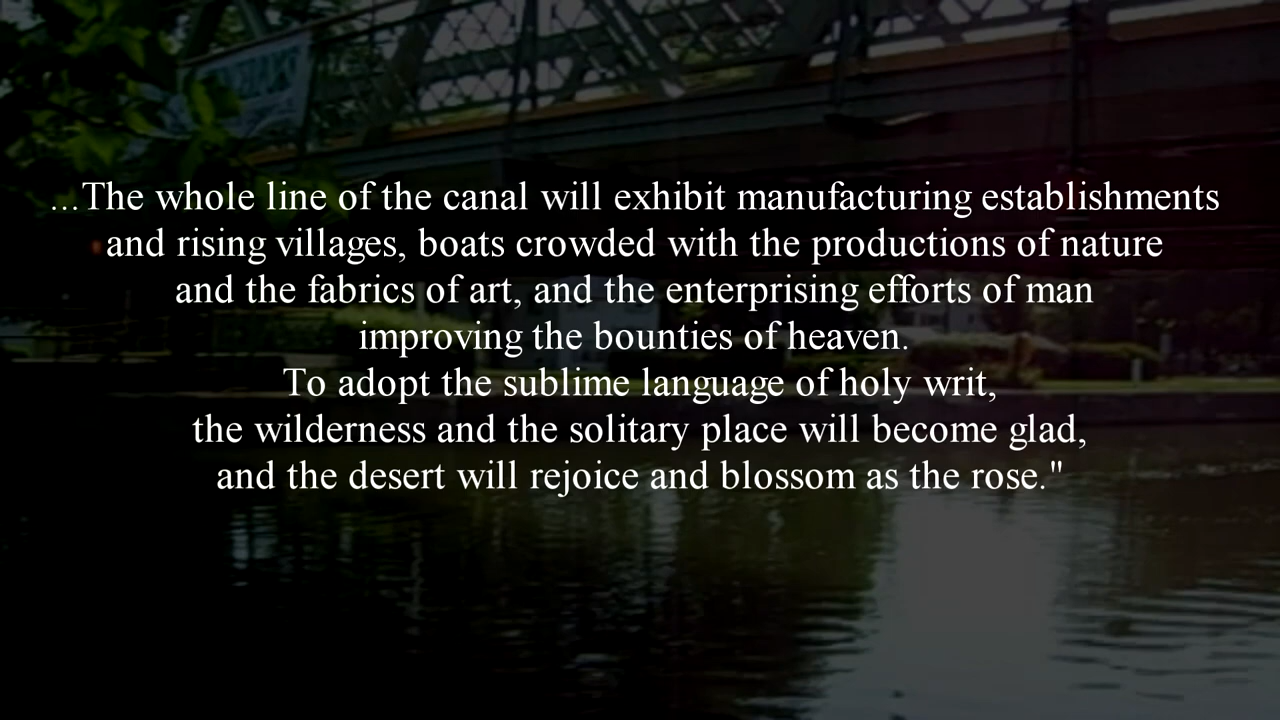 ...The whole line of the canal will exhibit manufacturing establishments
and rising villages, boats crowded with the productions of nature
and the fabrics of art, and the enterprising efforts of man
improving the bounties of heaven.
To adopt the sublime language of holy writ,
the wilderness and the solitary place will become glad,
and the desert will rejoice and blossom as the rose."